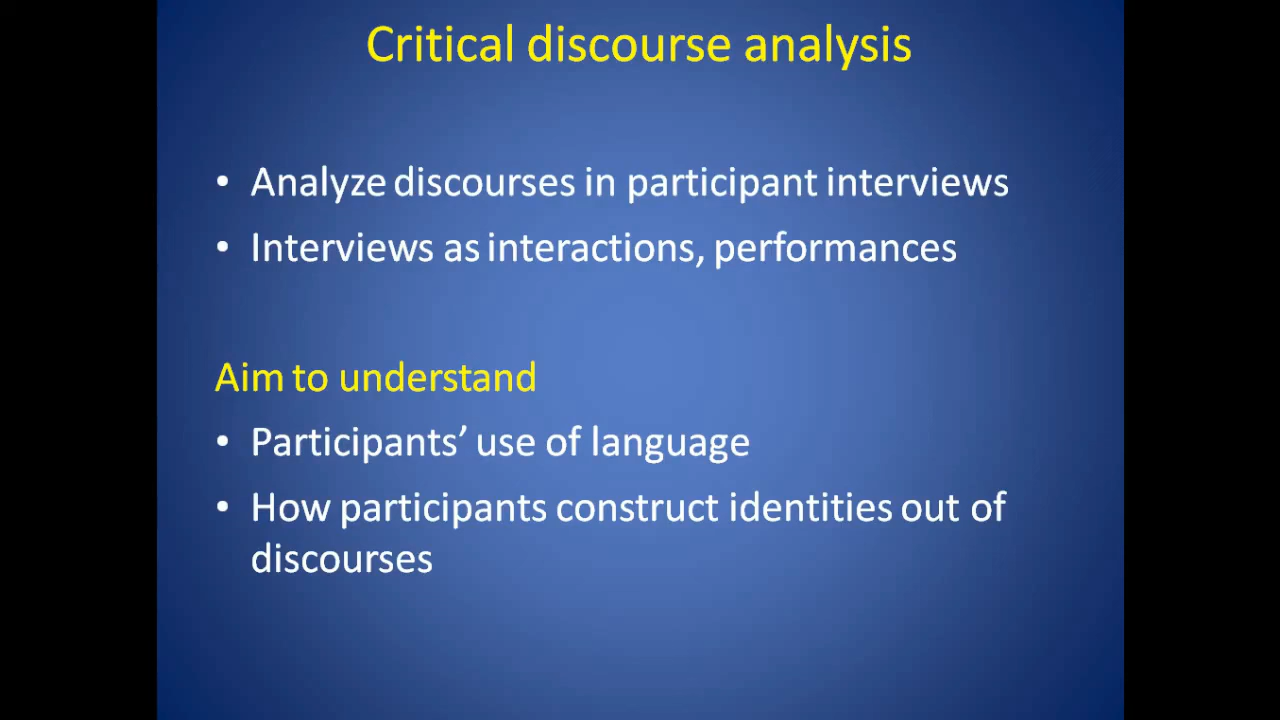 Critical discourse analysis
• Analyze discourses in participant interviews
• Interviews as interactions, performances
Aim to understand
• Participants’ use of language
• How participants construct identities out of
discourses